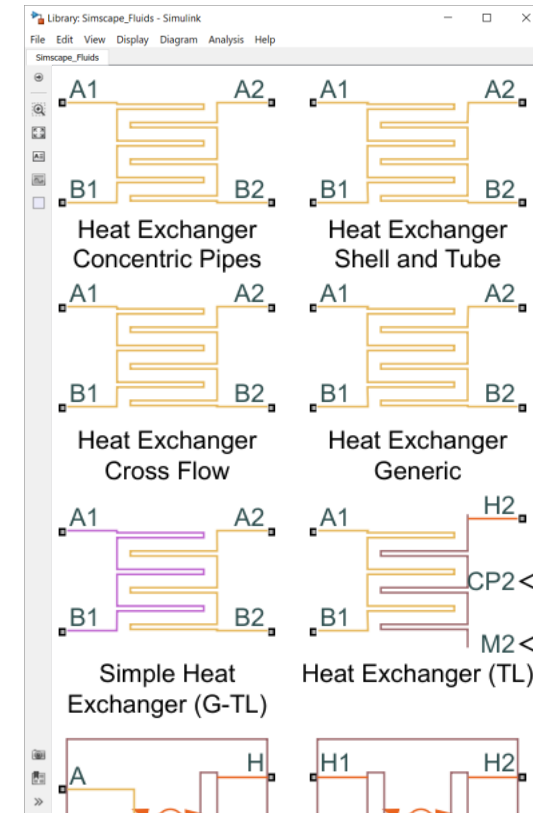 Library: Simscape_Fluids - Simulink
File Edit View Display Diagram Analysis Help
Simscape_Fluids
A1 A2 A1 A2
B1 B2 B1 B2
Heat Exchanger Heat Exchanger
Concentric Pipes Shell and Tube
A1 A2 A1 A2
B1 B2 B1 B2
Heat Exchanger Heat Exchanger
Cross Flow Generic
H2
A1 A2 A1
CP2
B1 B2 B1
M2
Simple Heat Heat Exchanger (TL)
Exchanger (G-TL)
A H H1 H2